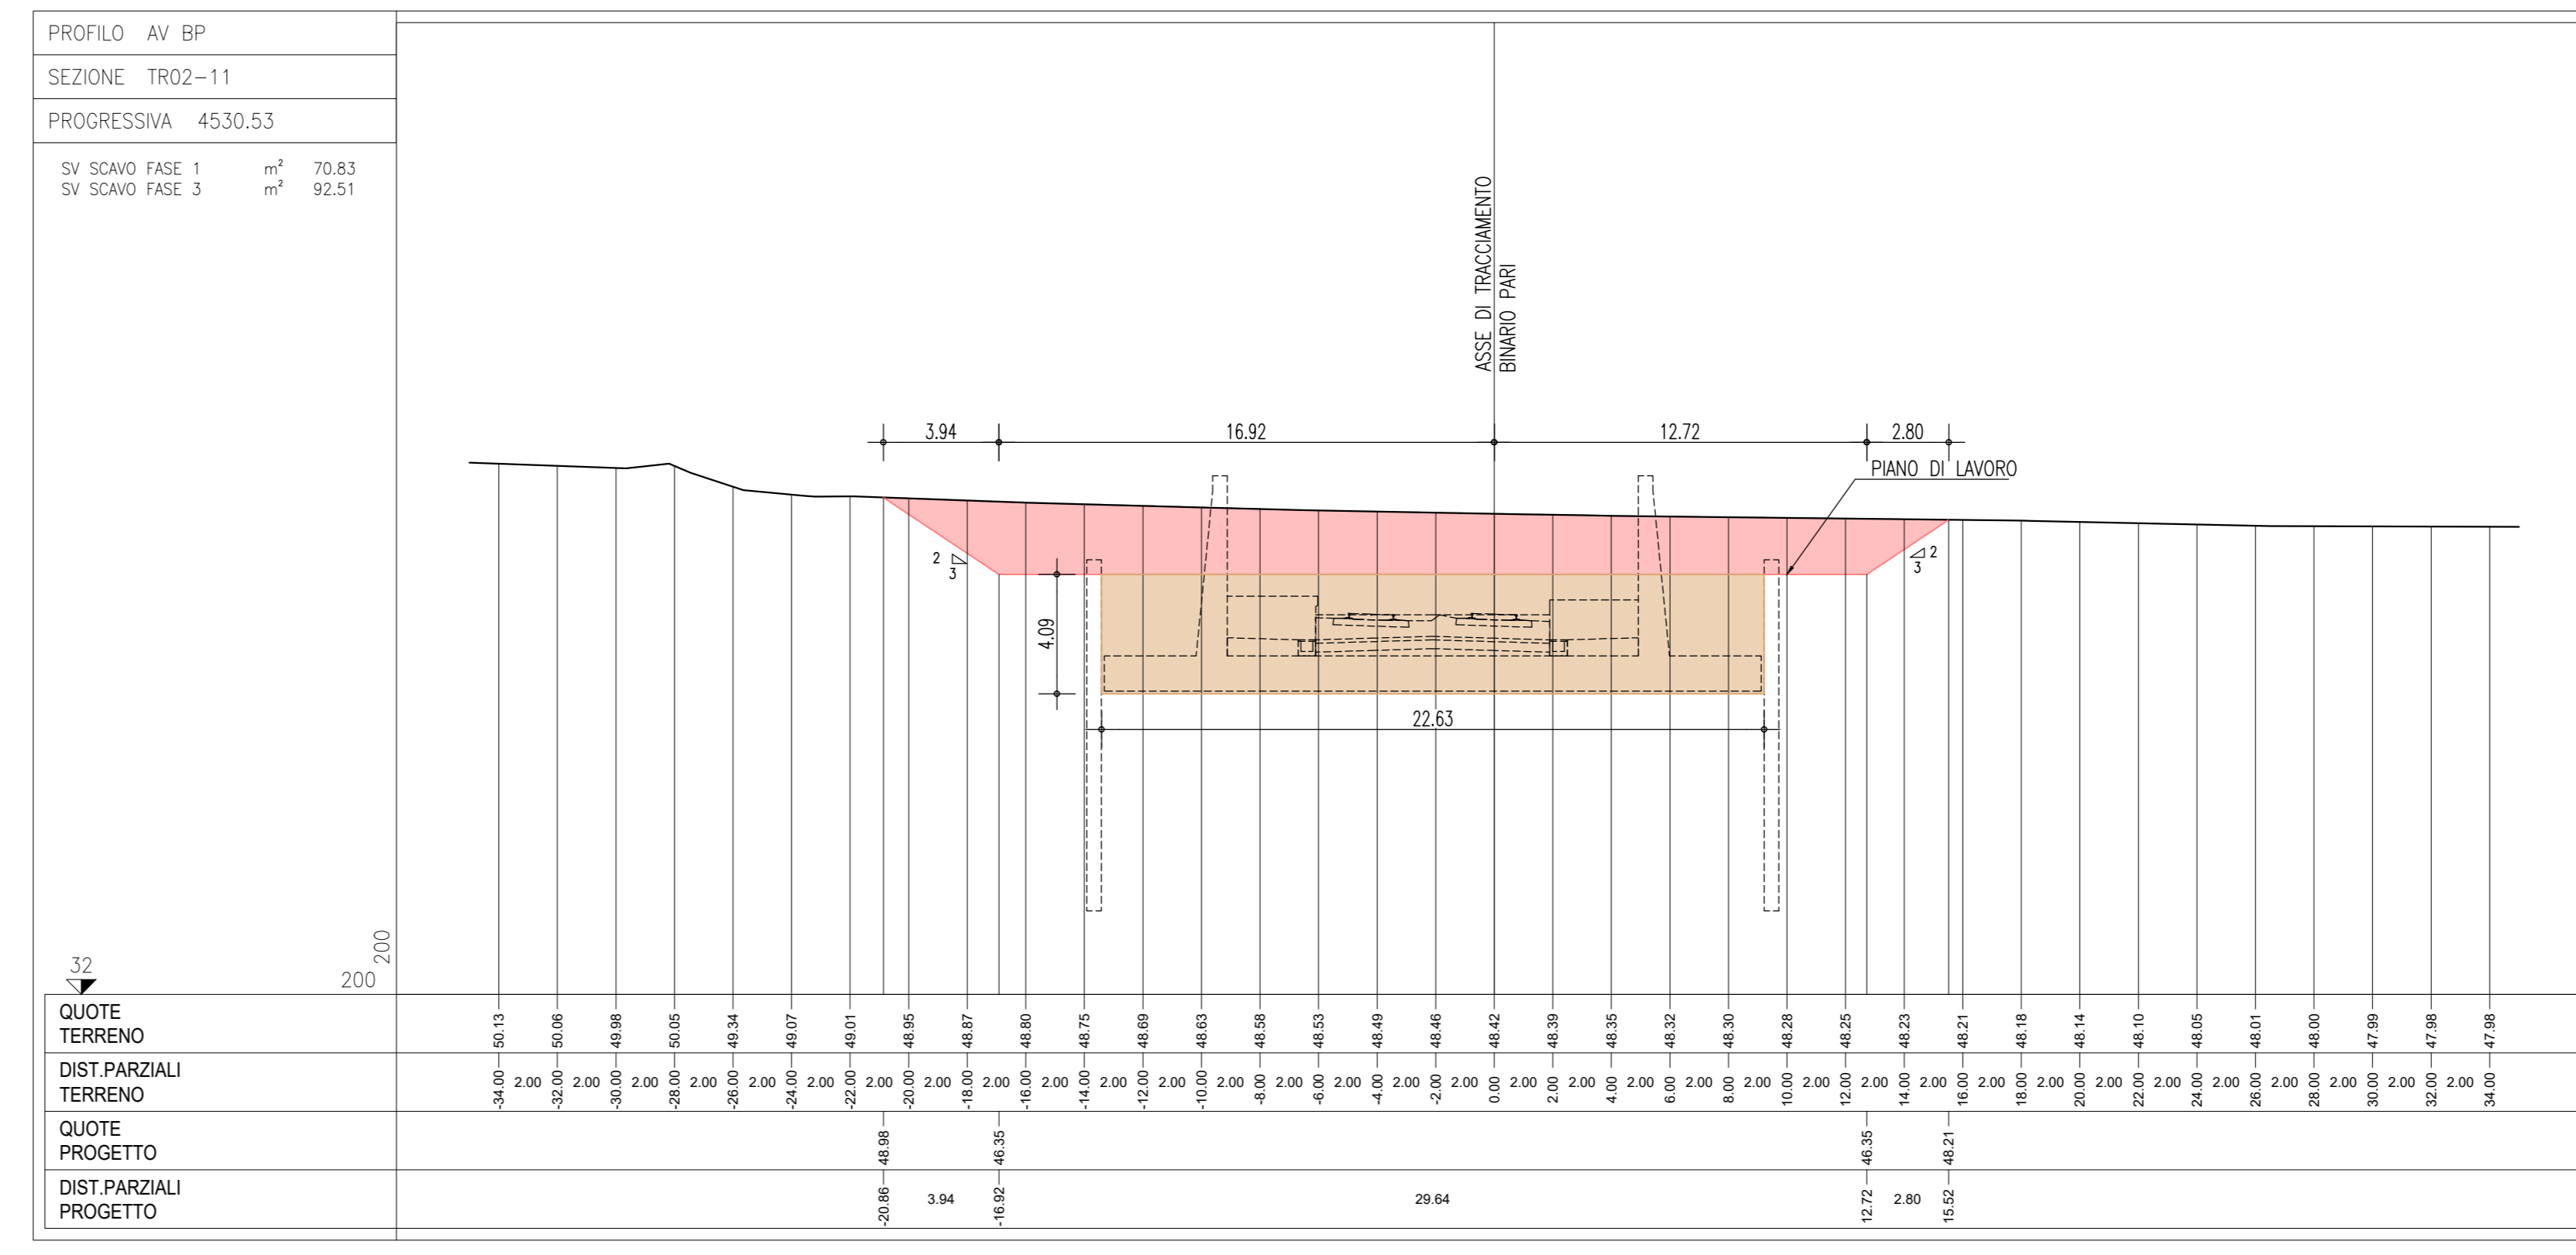 PROFILO AV BP
SEZIONE TR02-11
PROGRESSIVA 4530.53
SV SCAVO FASE 1 m² 70.83
SV SCAVO FASE 3 m² 92.51
ASSE DI TRACCIAMENTO
BINARIO PARI
3.94 16.92 12.72 2.80
PIANO DI LAVORO
2
3
2
3
4.09
22.63
32
200
200
QUOTE
TERRENO
50.13 50.06 49.98 50.05 49.34 49.07 49.01 48.95 48.87 48.80 48.75 48.69 48.63 48.58 48.53 48.49 48.46 48.42 48.39 48.35 48.32 48.30 48.28 48.25 48.23 48.21 48.18 48.14 48.10 48.05 48.01 48.00 47.99 47.98 47.98
DIST.PARZIALI
TERRENO
-34.00 2.00 -32.00 2.00 -30.00 2.00 -28.00 2.00 -26.00 2.00 -24.00 2.00 -22.00 2.00 -20.00 2.00 -18.00 2.00 -16.00 2.00 -14.00 2.00 -12.00 2.00 -10.00 2.00 -8.00 2.00 -6.00 2.00 -4.00 2.00 -2.00 2.00 0.00 2.00 2.00 2.00 4.00 2.00 6.00 2.00 8.00 2.00 10.00 2.00 12.00 2.00 14.00 2.00 16.00 2.00 18.00 2.00 20.00 2.00 22.00 2.00 24.00 2.00 26.00 2.00 28.00 2.00 30.00 2.00 32.00 2.00 34.00
QUOTE
PROGETTO
48.98 46.35 46.35 48.21
DIST.PARZIALI
PROGETTO
-20.86 3.94 -16.92 29.64 12.72 2.80 15.52